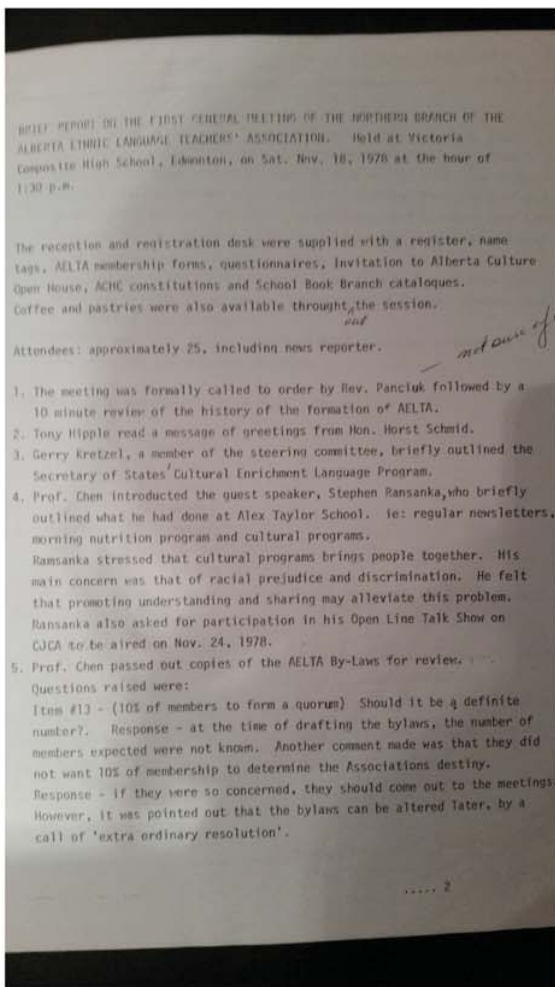 BRIEF REPORT ON THE FIRST GENERAL MEETING OF THE NORTHERN BRANCH OF THE
ALBERTA ETHNIC LANGUAGE TEACHERS' ASSOCIATION. Held at Victoria
Composite High School, Edmonton, on Sat. Nov. 18, 1978 at the hour of
1:30 p.m.
The reception and registration desk were supplied with a register, name
tags, AELTA membership forms, questionnaires, Invitation to Alberta Culture
Open House, ACHC constitutions and School Book Branch catalogues.
Coffee and pastries were also available throught the session.
out
Attendees: approximately 25, including news reporter.
— not sure of
1. The meeting was formally called to order by Rev. Panciuk followed by a
10 minute review of the history of the formation of AELTA.
2. Tony Hipple read a message of greetings from Hon. Horst Schmid.
3. Gerry Kretzel, a member of the steering committee, briefly outlined the
Secretary of States' Cultural Enrichment Language Program.
4. Prof. Chen introducted the guest speaker, Stephen Ransanka,who briefly
outlined what he had done at Alex Taylor School. ie: regular newsletters,
morning nutrition program and cultural programs.
Ramsanka stressed that cultural programs brings people together. His
main concern was that of racial prejudice and discrimination. He felt
that promoting understanding and sharing may alleviate this problem.
Ransanka also asked for participation in his Open Line Talk Show on
CJCA to be aired on Nov. 24, 1978.
5. Prof. Chen passed out copies of the AELTA By-Laws for review.
Questions raised were:
Item #13 - (10% of members to form a quorum) Should it be a definite
number?. Response - at the time of drafting the bylaws, the number of
members expected were not known. Another comment made was that they did
not want 10% of membership to determine the Associations destiny.
Response - if they were so concerned, they should come out to the meetings
However, it was pointed out that the bylaws can be altered later, by a
call of 'extra ordinary resolution'.
..... 2